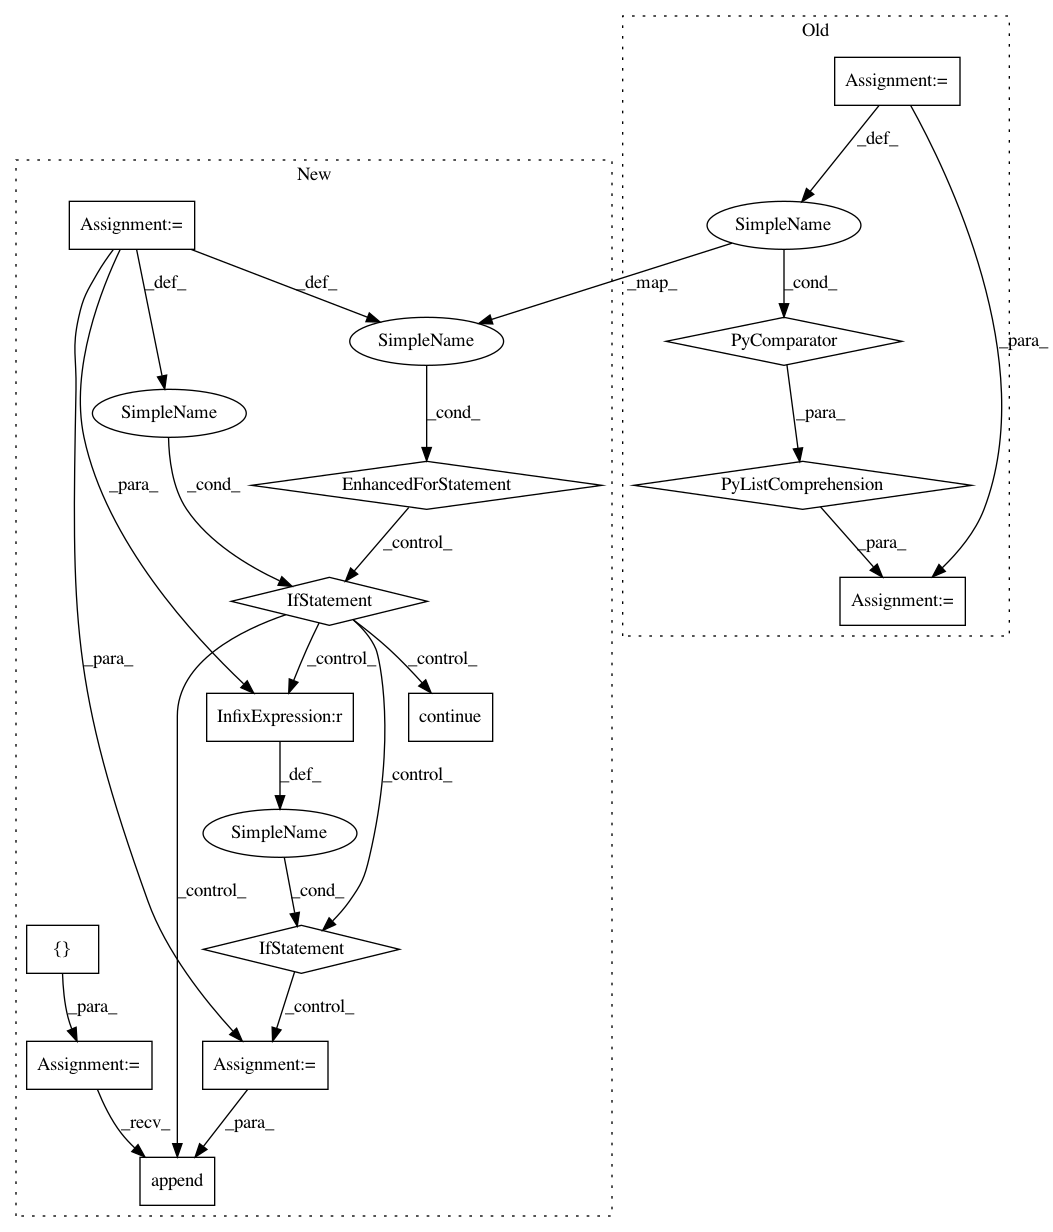 Old
Assignment:=
_def_
New
Assignment:=
SimpleName
_def_
_def_
_map_
_cond_
SimpleName
PyComparator
_para_
SimpleName
_cond_
_para_
_para_
_cond_
EnhancedForStatement
PyListComprehension
_control_
_para_
IfStatement
Assignment:=
_para_
_control_
_control_
InfixExpression:r
continue
_def_
_control_
SimpleName
_control_
_cond_
{}
IfStatement
_para_
_control_
Assignment:=
Assignment:=
_recv_
_para_
append